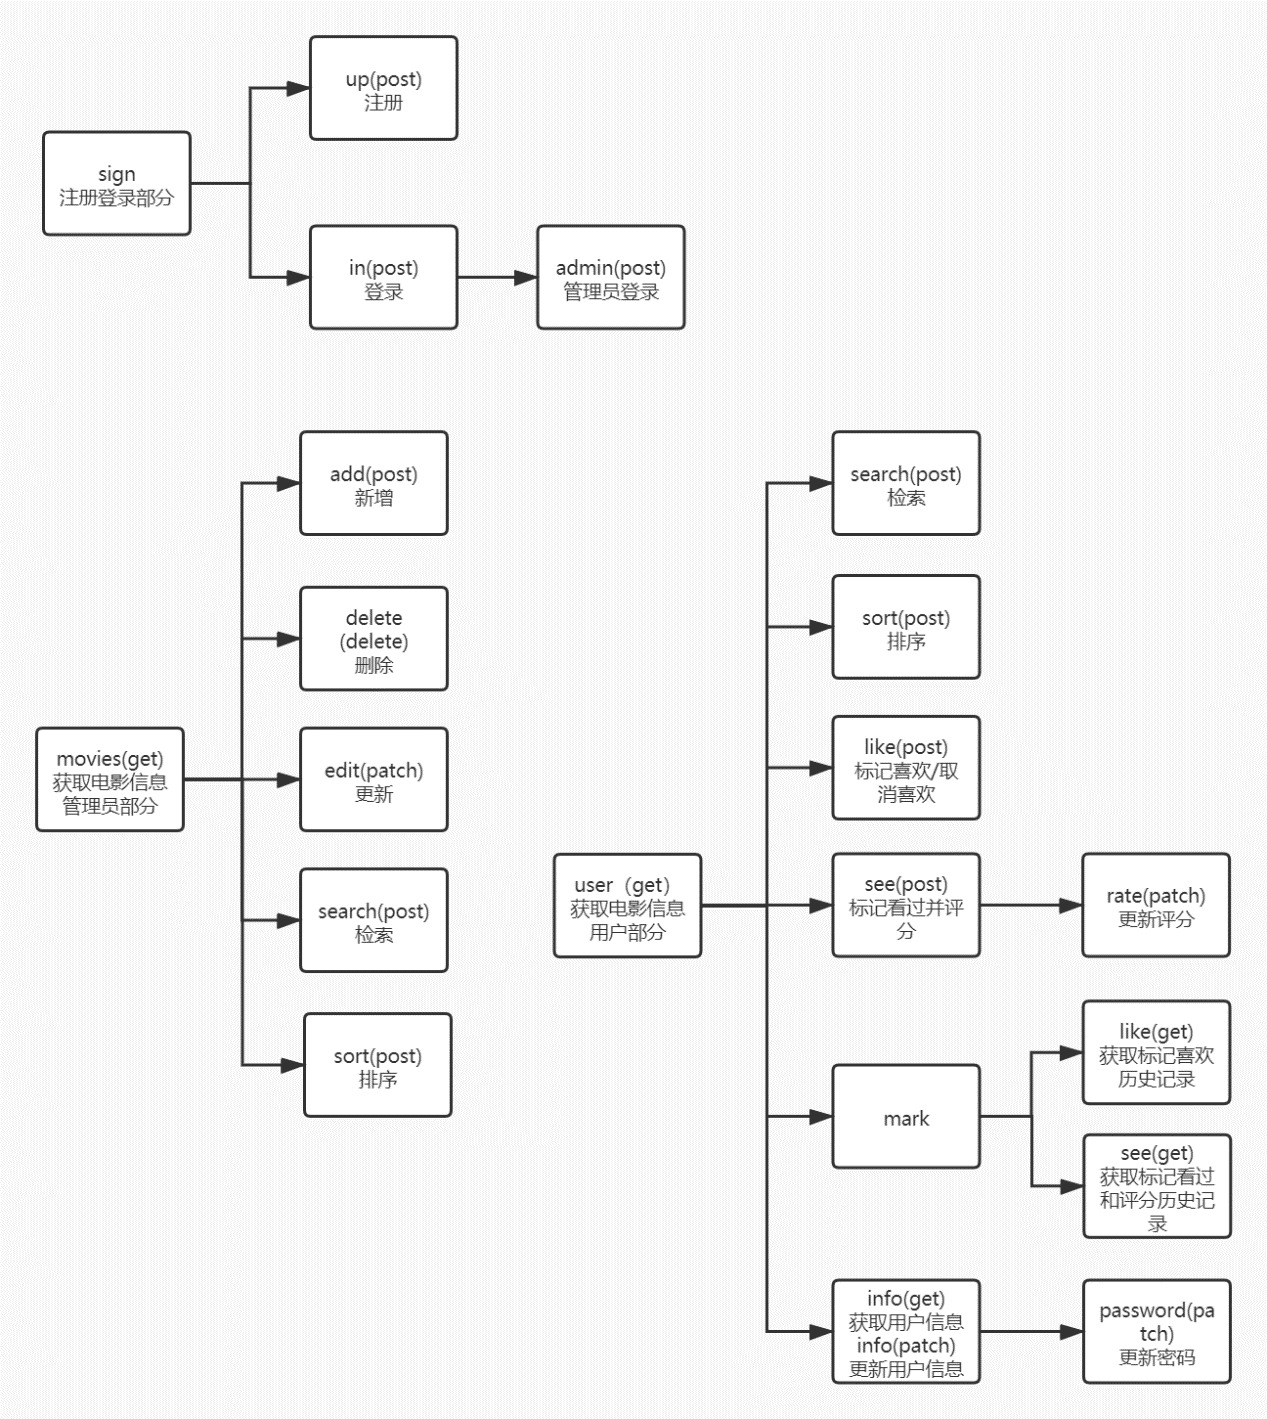 sign
注册登录部分
up(post)
注册
in(post)
登录
admin(post)
管理员登录
movies(get)
获取电影信息
管理员部分
add(post)
新增
delete
(delete)
删除
edit(patch)
更新
search(post)
检索
sort(post)
排序
user（get）
获取电影信息
用户部分
search(post)
检索
sort(post)
排序
like(post)
标记喜欢/取
消喜欢
see(post)
标记看过并评
分
rate(patch)
更新评分
mark
like(get)
获取标记喜欢
历史记录
see(get)
获取标记看过
和评分历史记
录
info(get)
获取用户信息
info(patch)
更新用户信息
password(pa
tch)
更新密码